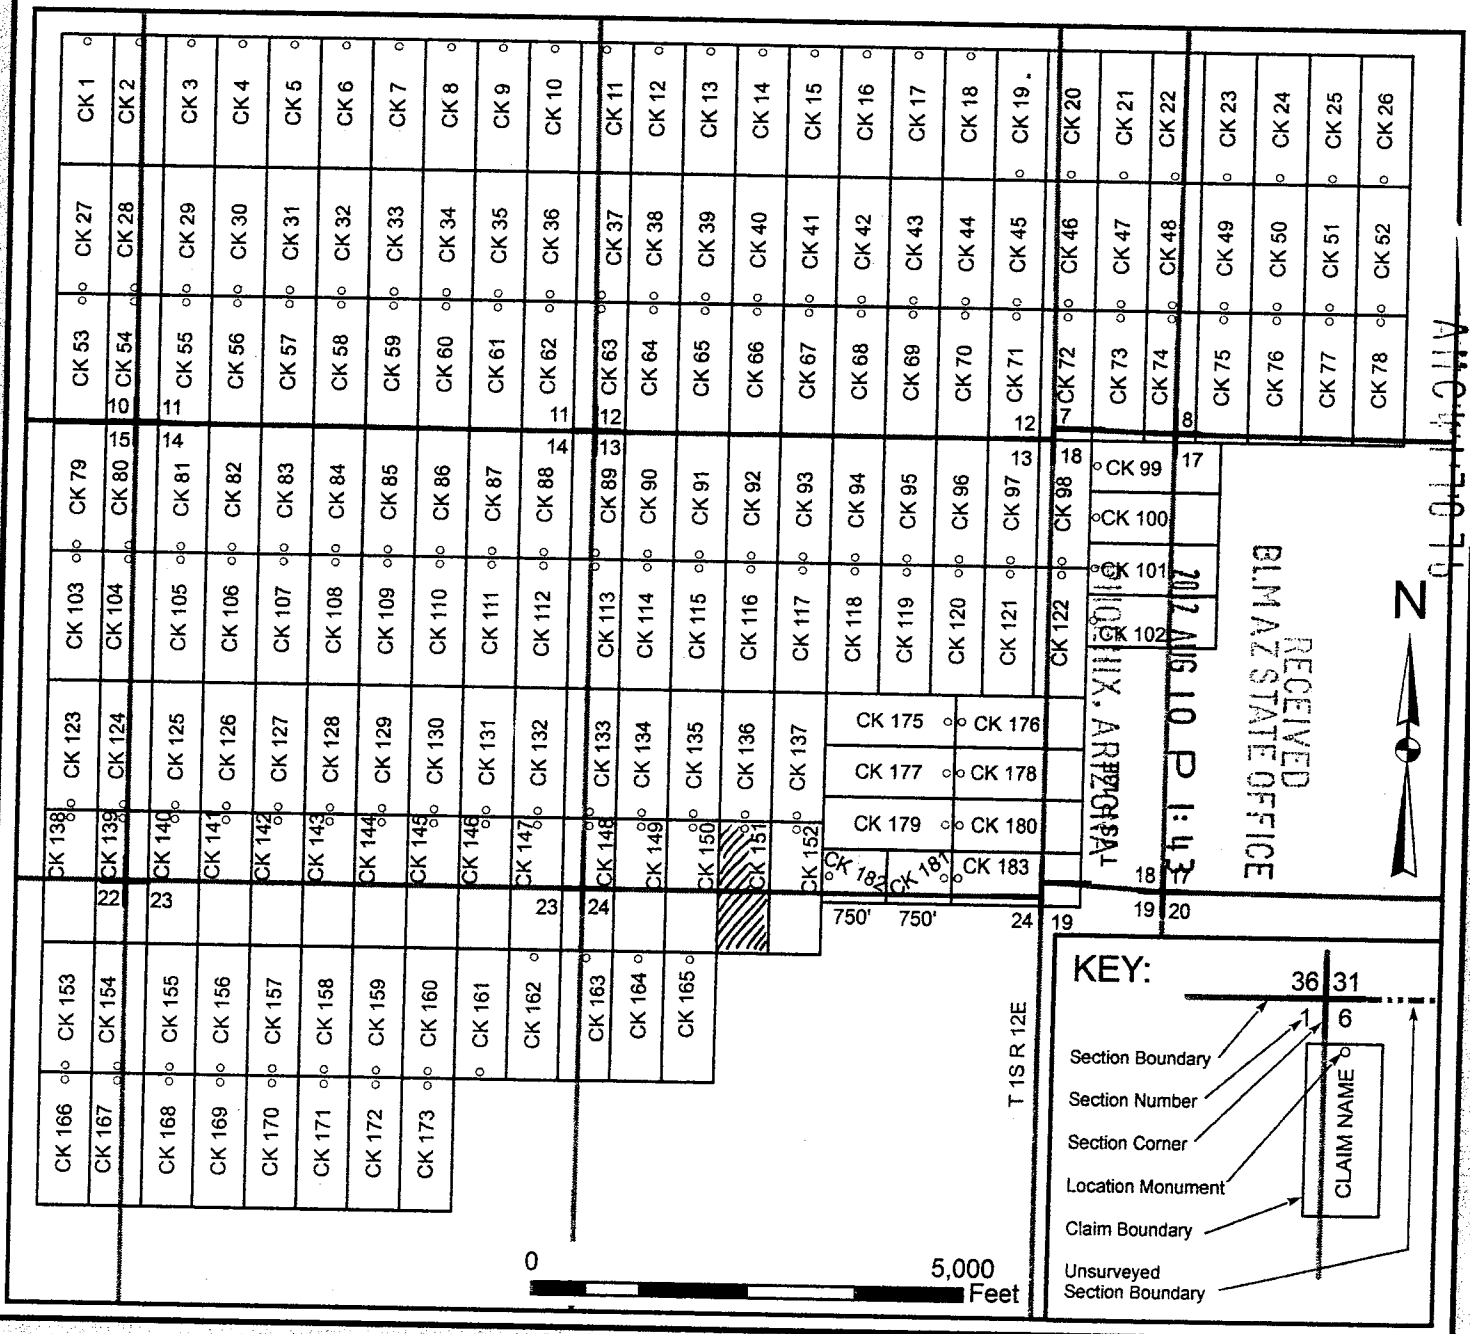 CK 1 CK 2 CK 3 CK 4 CK 5 CK 6 CK 7 CK 8 CK 9 CK 10 CK 11 CK 12 CK 13 CK 14 CK 15 CK 16 CK 17 CK 18 CK 19 CK 20 CK 21 CK 22 CK 23 CK 24 CK 25 CK 26
CK 27 CK 28 CK 29 CK 30 CK 31 CK 32 CK 33 CK 34 CK 35 CK 36 CK 37 CK 38 CK 39 CK 40 CK 41 CK 42 CK 43 CK 44 CK 45 CK 46 CK 47 CK 48 CK 49 CK 50 CK 51 CK 52
CK 53 CK 54 CK 55 CK 56 CK 57 CK 58 CK 59 CK 60 CK 61 CK 62 CK 63 CK 64 CK 65 CK 66 CK 67 CK 68 CK 69 CK 70 CK 71 CK 72 CK 73 CK 74 CK 75 CK 76 CK 77 CK 78
10 11 11 12 12 7 8
15 14 14 13 13 18 17
CK 79 CK 80 CK 81 CK 82 CK 83 CK 84 CK 85 CK 86 CK 87 CK 88 CK 89 CK 90 CK 91 CK 92 CK 93 CK 94 CK 95 CK 96 CK 97 CK 98 CK 99
CK 100
CK 101
CK 102
CK 103 CK 104 CK 105 CK 106 CK 107 CK 108 CK 109 CK 110 CK 111 CK 112 CK 113 CK 114 CK 115 CK 116 CK 117 CK 118 CK 119 CK 120 CK 121 CK 122
CK 123 CK 124 CK 125 CK 126 CK 127 CK 128 CK 129 CK 130 CK 131 CK 132 CK 133 CK 134 CK 135 CK 136 CK 137
CK 175 CK 176
CK 177 CK 178
CK 179 CK 180
CK 182 CK 181 CK 183
CK 138 CK 139 CK 140 CK 141 CK 142 CK 143 CK 144 CK 145 CK 146 CK 147 CK 148 CK 149 CK 150 CK 151 CK 152
18 17
22 23 23 24 750' 750' 24 19 19 20
CK 153 CK 154 CK 155 CK 156 CK 157 CK 158 CK 159 CK 160 CK 161 CK 162 CK 163 CK 164 CK 165
CK 166 CK 167 CK 168 CK 169 CK 170 CK 171 CK 172 CK 173
T 1S R 12E
RECEIVED
BLM AZ STATE OFFICE
AUG 10 P 1:43
ARIZONA
N
KEY:
36 31
1 6
Section Boundary
Section Number
Section Corner
Location Monument
Claim Boundary
Unsurveyed
Section Boundary
CLAIM NAME
0 5,000
Feet